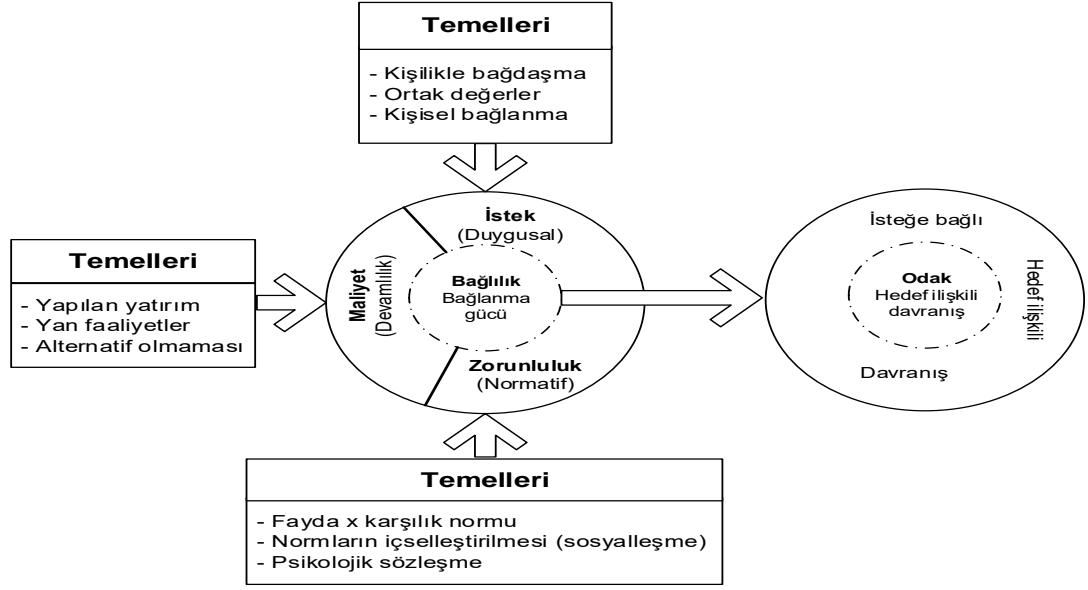 Temelleri
- Kişilikle bağdaşma
- Ortak değerler
- Kişisel bağlanma
Temelleri
- Yapılan yatırım
- Yan faaliyetler
- Alternatif olmaması
Maliyet
(Devamlılık)
İstek
(Duygusal)
Bağlılık
Bağlanma
gücü
Zorunluluk
(Normatif)
İsteğe bağlı
Odak
Hedef ilişkili
davranış
Hedef ilişkili
Davranış
Temelleri
- Fayda x karşılık normu
- Normların içselleştirilmesi (sosyalleşme)
- Psikolojik sözleşme